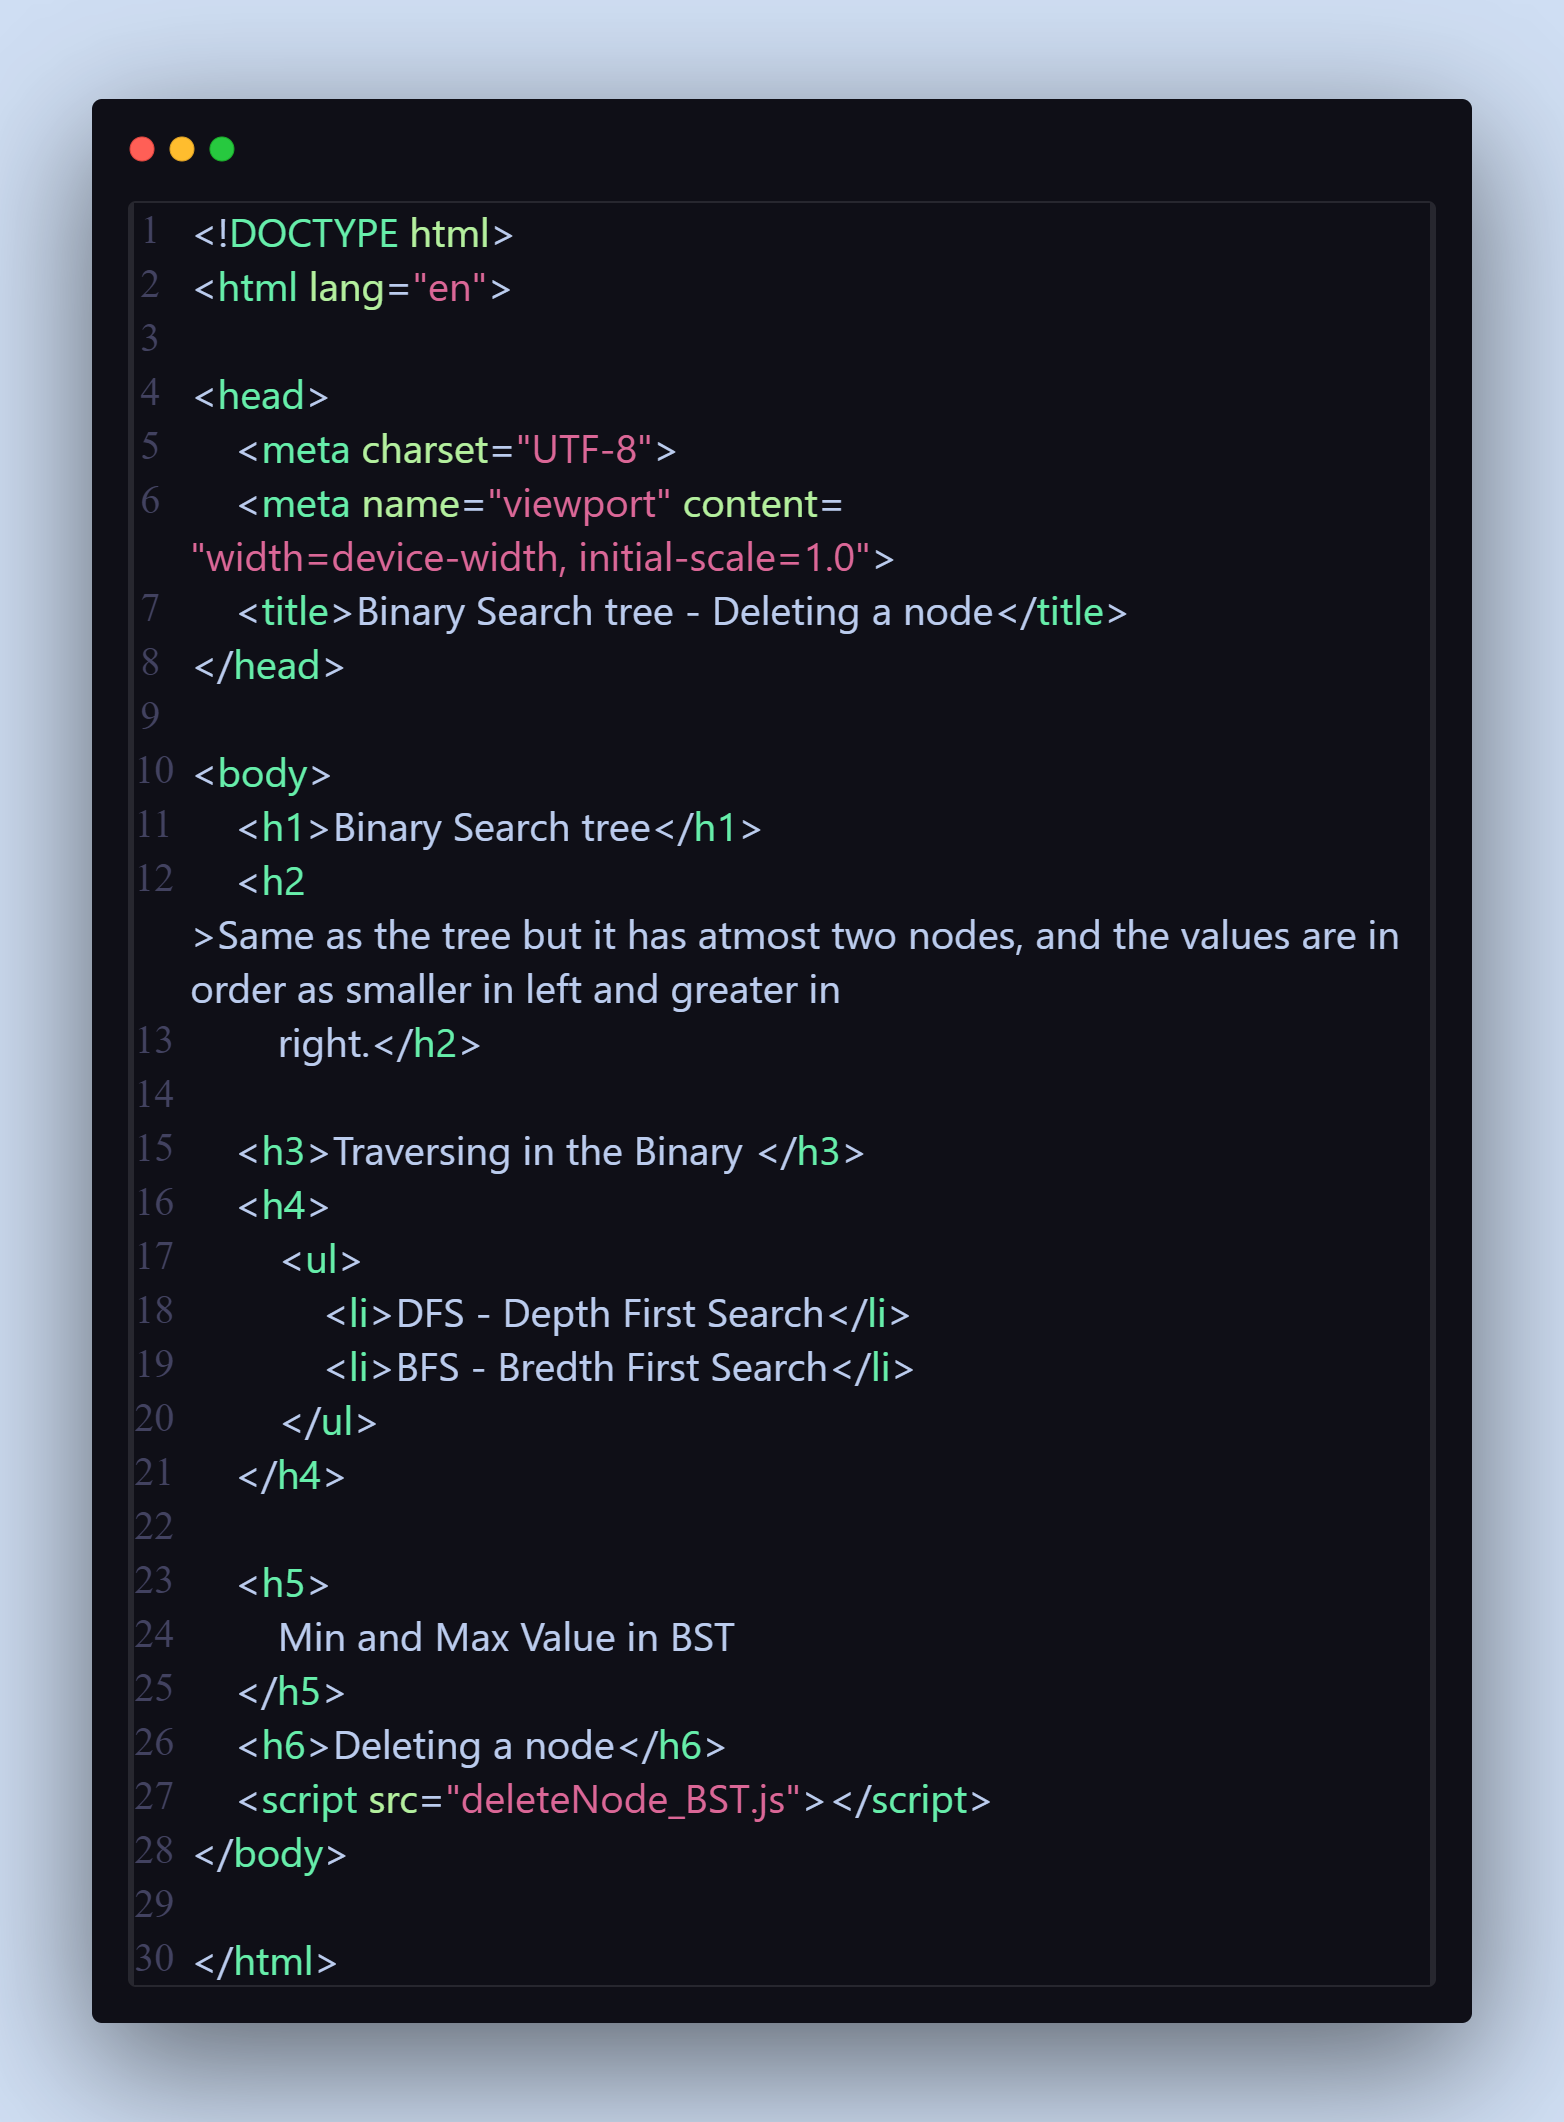 1 <!DOCTYPE html>
2 <html lang="en">
3
4 <head>
5     <meta charset="UTF-8">
6     <meta name="viewport" content=
"width=device-width, initial-scale=1.0">
7     <title>Binary Search tree - Deleting a node</title>
8 </head>
9
10 <body>
11     <h1>Binary Search tree</h1>
12     <h2
>Same as the tree but it has atmost two nodes, and the values are in
order as smaller in left and greater in
13         right.</h2>
14
15     <h3>Traversing in the Binary </h3>
16     <h4>
17         <ul>
18             <li>DFS - Depth First Search</li>
19             <li>BFS - Bredth First Search</li>
20         </ul>
21     </h4>
22
23     <h5>
24         Min and Max Value in BST
25     </h5>
26     <h6>Deleting a node</h6>
27     <script src="deleteNode_BST.js"></script>
28 </body>
29
30 </html>